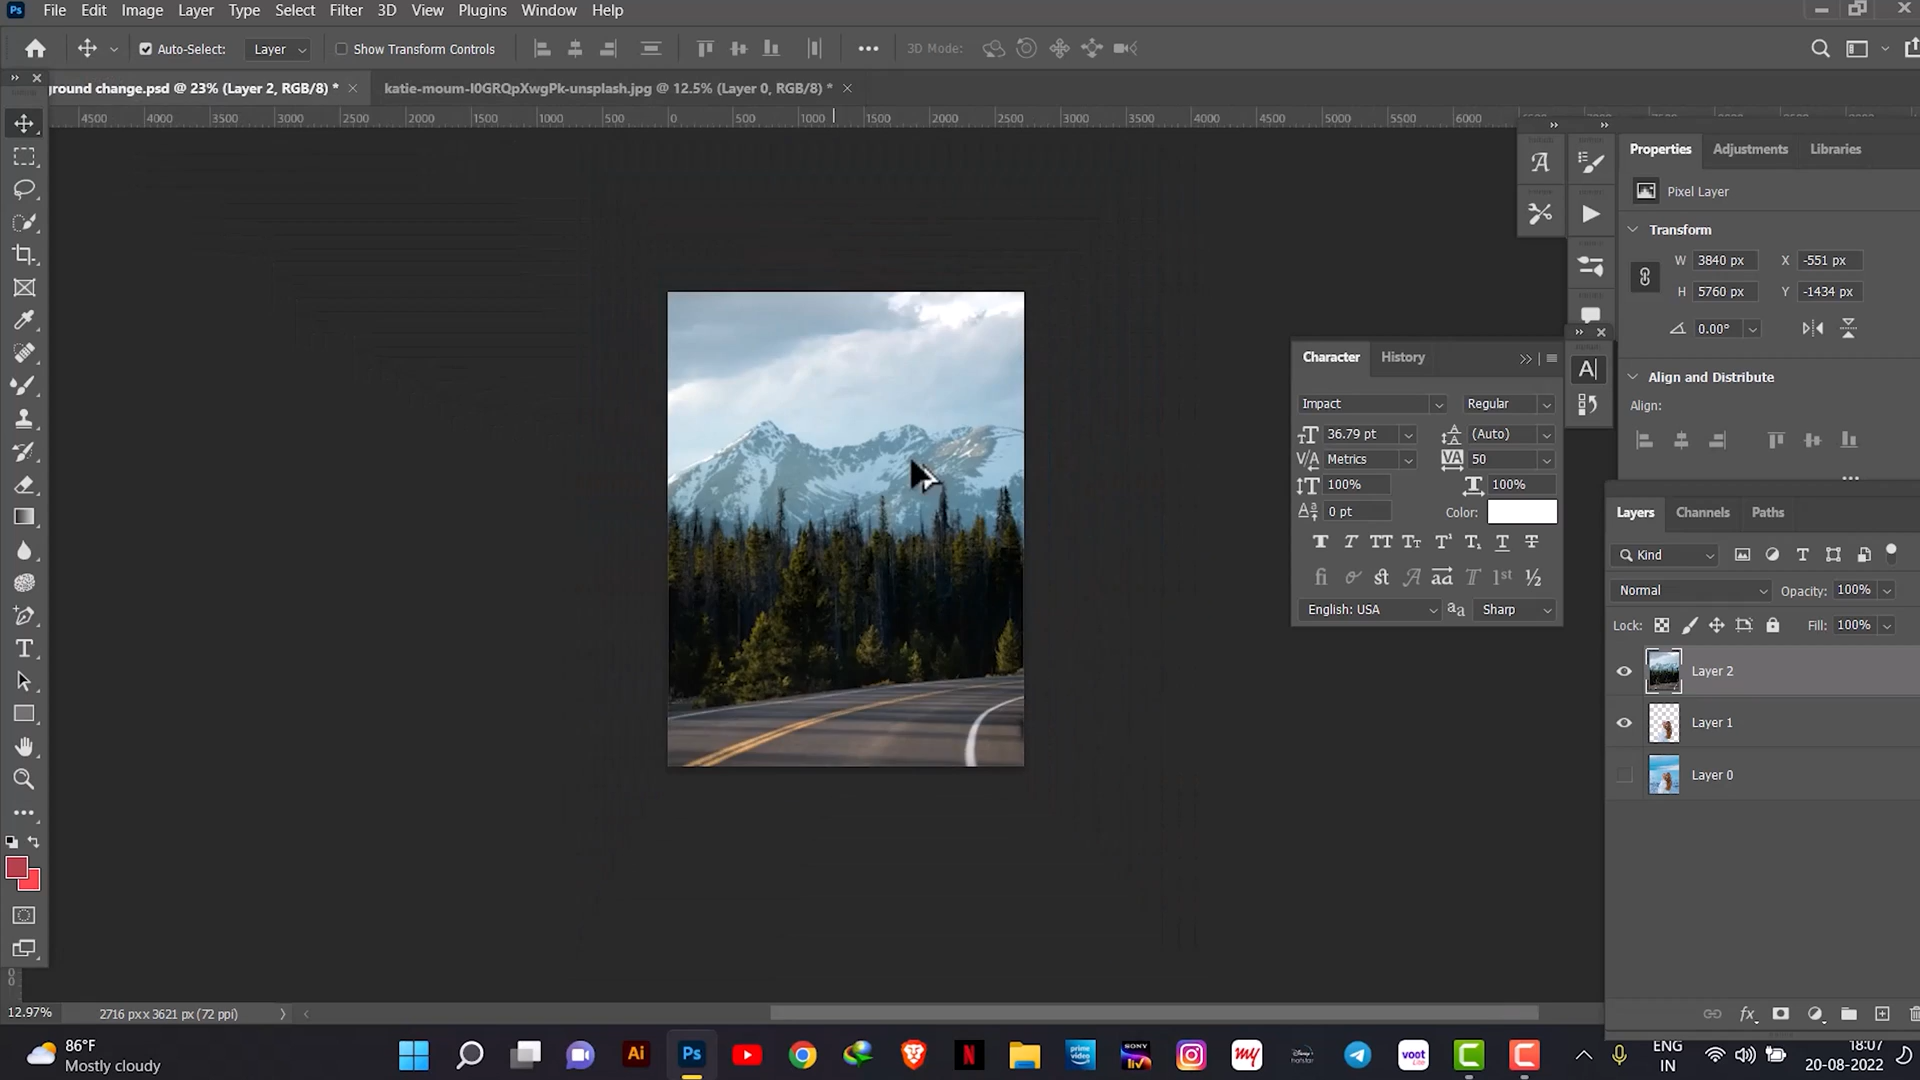 Ps File Edit Image Layer Type Select Filter 3D View Plugins Window Help
Auto-Select: Layer Show Transform Controls 3D Mode:
ground change.psd @ 23% (Layer 2, RGB/8) * katie-moum-I0GRQpXwgPk-unsplash.jpg @ 12.5% (Layer 0, RGB/8) *
4500 4000 3500 3000 2500 2000 1500 1000 500 0 500 1000 1500 2000 2500 3000 3500 4000 4500 5000 5500 6000
Properties Adjustments Libraries
Pixel Layer
Transform
W 3840 px X -551 px
H 5760 px Y -1434 px
0.00°
Align and Distribute
Align:
Character History
Impact Regular
36.79 pt (Auto)
Metrics 50
100% 100%
0 pt Color:
English: USA Sharp
Layers Channels Paths
Kind
Normal Opacity: 100%
Lock: Fill: 100%
Layer 2
Layer 1
Layer 0
12.97% 2716 px x 3621 px (72 ppi)
86°F
Mostly cloudy
ENG
IN
18:07
20-08-2022